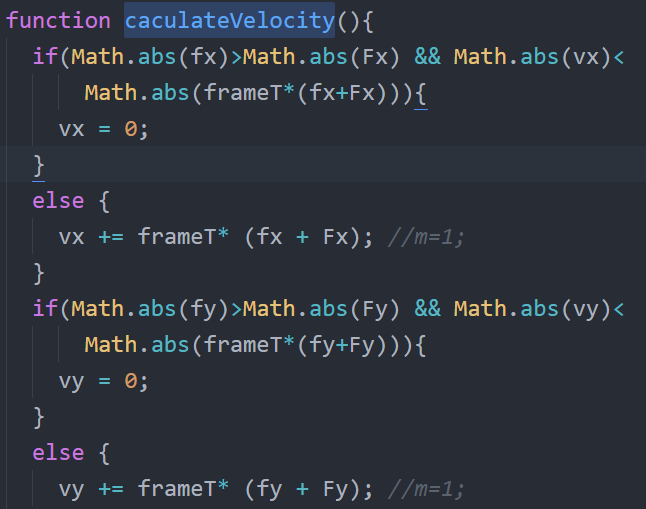 function caculateVelocity(){
if(Math.abs(fx)>Math.abs(Fx) && Math.abs(vx)<
Math.abs(frameT*(fx+Fx))){
vx = 0;
}
else {
vx += frameT* (fx + Fx); //m=1;
}
if(Math.abs(fy)>Math.abs(Fy) && Math.abs(vy)<
Math.abs(frameT*(fy+Fy))){
vy = 0;
}
else {
vy += frameT* (fy + Fy); //m=1;